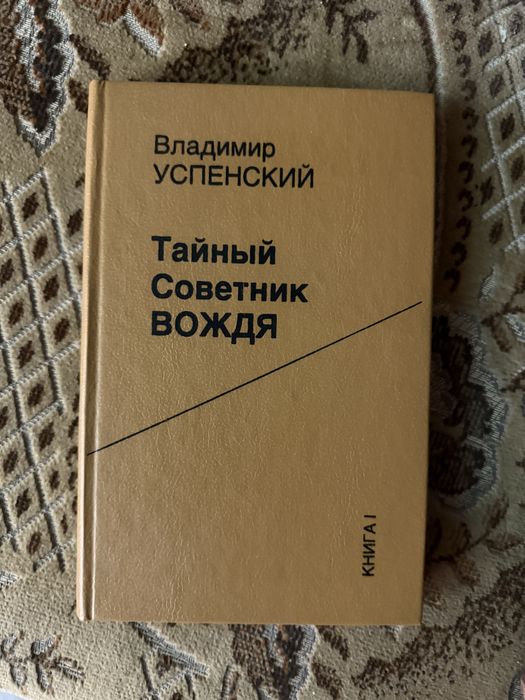 Владимир
УСПЕНСКИЙ
Тайный
Советник
ВОЖДЯ
КНИГА I